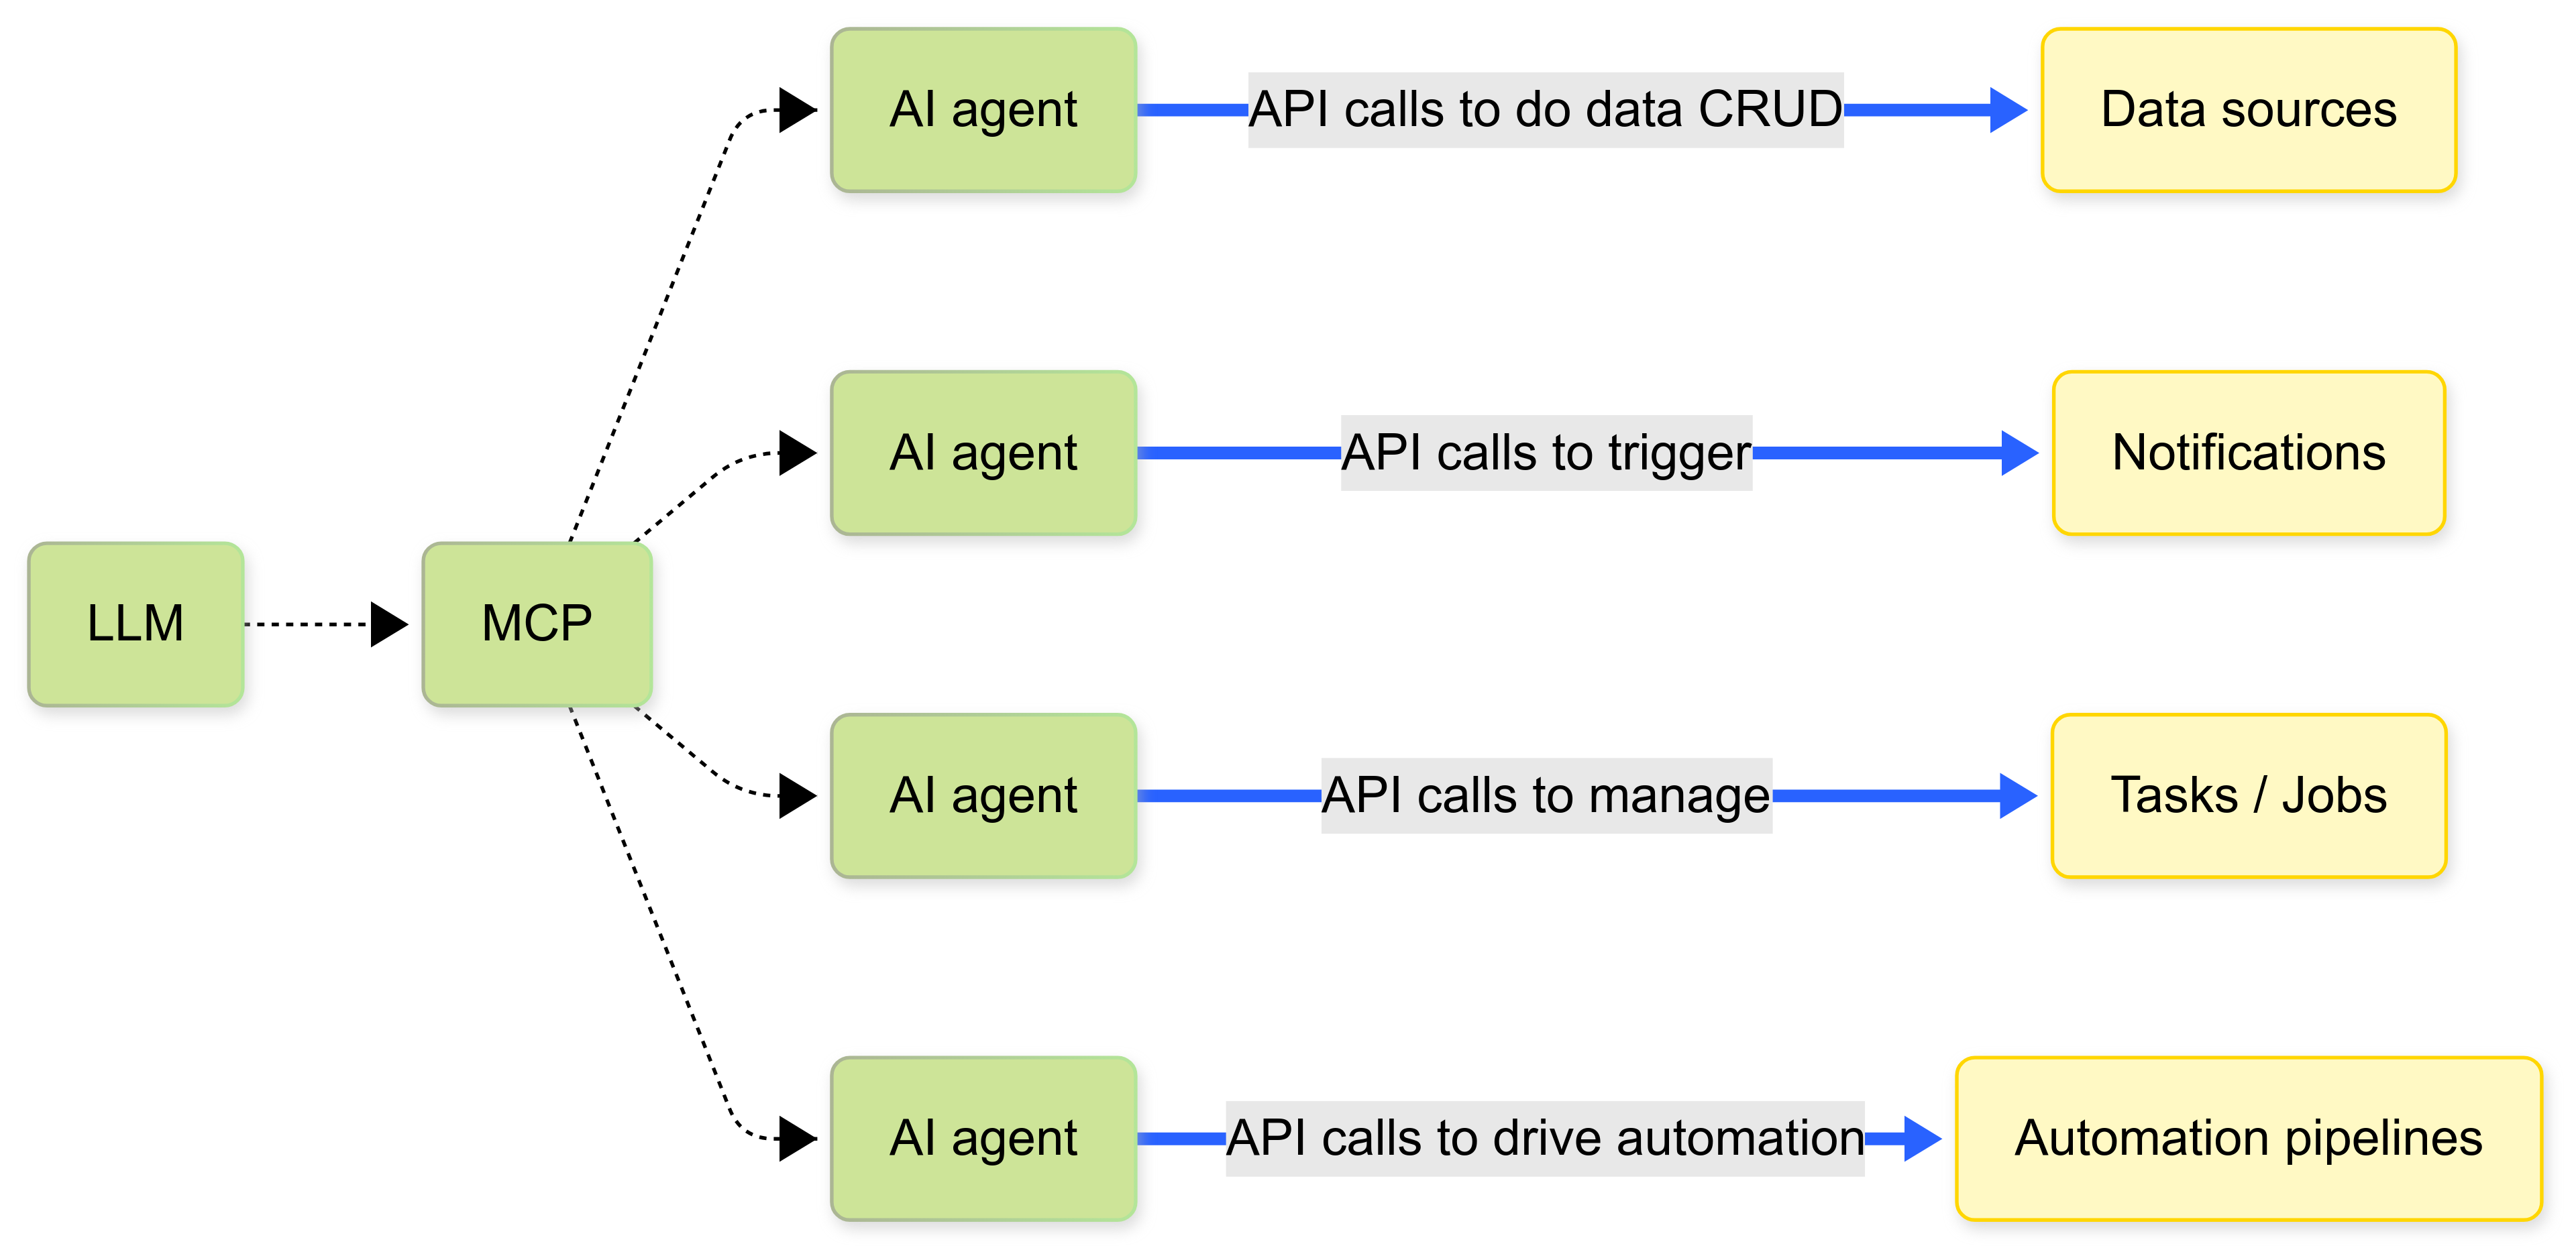 AI agent
API calls to do data CRUD
Data sources
AI agent
API calls to trigger
Notifications
LLM
MCP
AI agent
API calls to manage
Tasks / Jobs
AI agent
API calls to drive automation
Automation pipelines